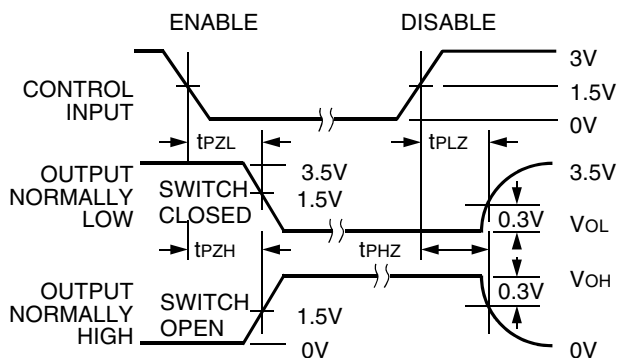 ENABLE
DISABLE
CONTROL
INPUT
3V
1.5V
0V
tPZL
tPLZ
OUTPUT
NORMALLY
LOW
SWITCH
CLOSED
3.5V
1.5V
3.5V
0.3V
VOL
tPZH
tPHZ
OUTPUT
NORMALLY
HIGH
SWITCH
OPEN
1.5V
0V
VOH
0.3V
0V